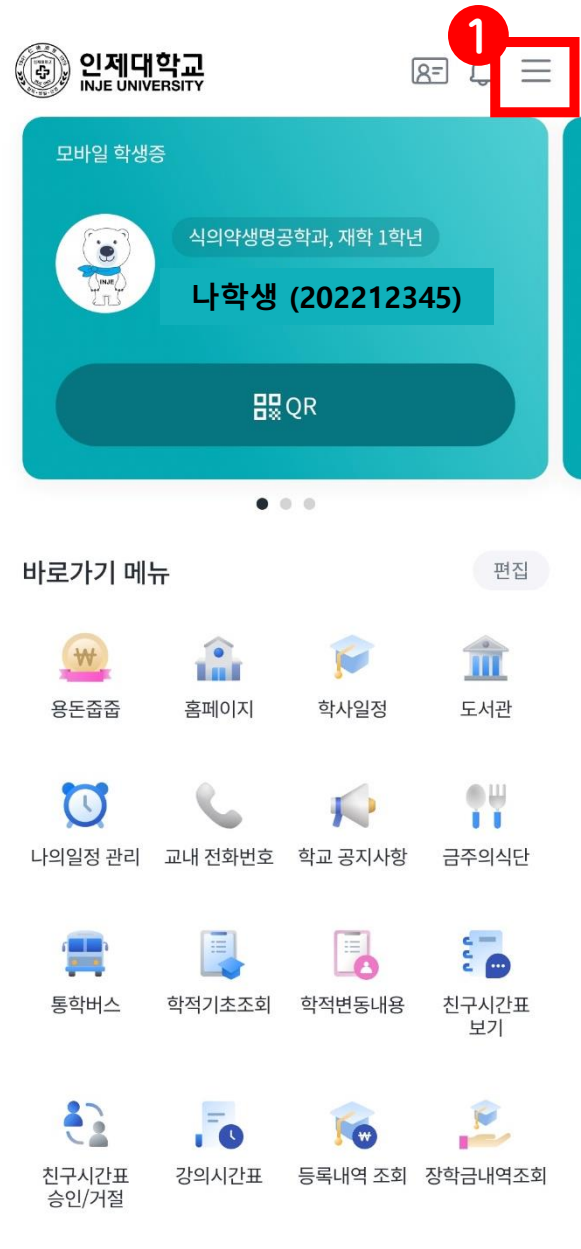 1
인제대학교
INJE UNIVERSITY
모바일 학생증
식의약생명공학과, 재학 1학년
INJE
나학생 (202212345)
QR
바로가기 메뉴
편집
용돈줍줍
홈페이지
학사일정
도서관
나의일정 관리
교내 전화번호
학교 공지사항
금주의식단
통학버스
학적기초조회
학적변동내용
친구시간표
보기
친구시간표
승인/거절
강의시간표
등록내역 조회
장학금내역조회